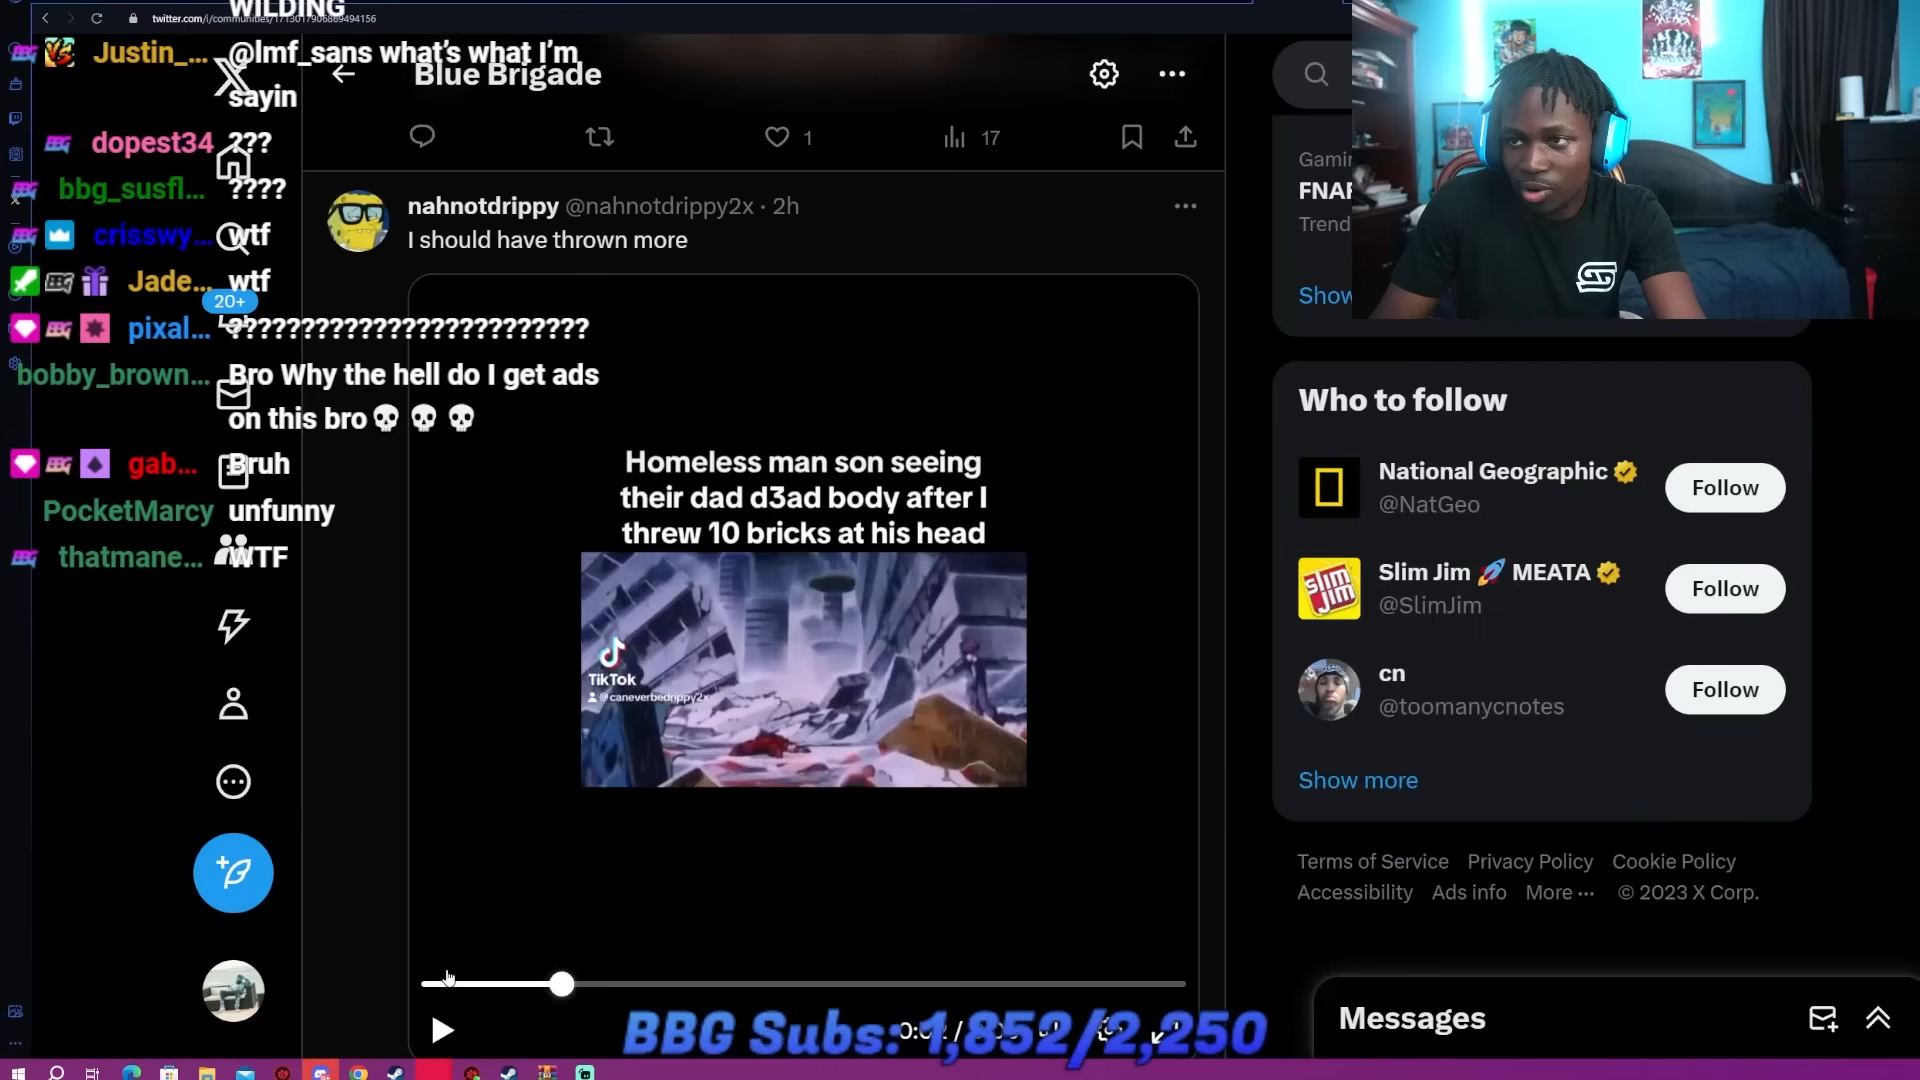 twitter.com/i/communities/1713017906869494156
WILDING
Justin_... @lmf_sans what's what I'm
sayin
dopest34 ???
bbg_susfl... ????
crisswy... wtf
Jade... wtf
20+
pixal... ?????????????????????????
bobby_brown... Bro Why the hell do I get ads
on this bro💀 💀 💀
gab... Bruh
PocketMarcy unfunny
thatmane... WTF
Blue Brigade
1
17
nahnotdrippy @nahnotdrippy2x · 2h
I should have thrown more
Homeless man son seeing
their dad d3ad body after I
threw 10 bricks at his head
TikTok
@caneverbedrippy2x
BBG Subs: 1,852/2,250
Trend
Show
Who to follow
National Geographic
@NatGeo
Follow
Slim Jim 🚀 MEATA
@SlimJim
Follow
cn
@toomanycnotes
Follow
Show more
Terms of Service Privacy Policy Cookie Policy
Accessibility Ads info More ··· © 2023 X Corp.
Messages